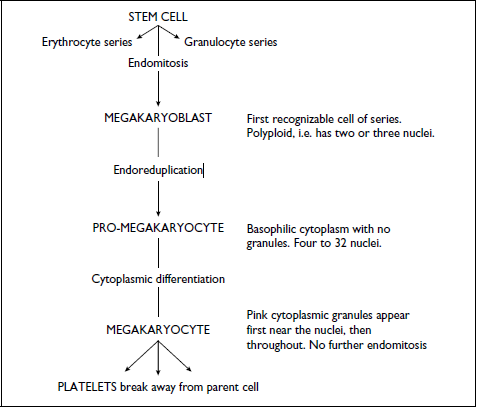 STEM CELL
Erythrocyte series
Granulocyte series
Endomitosis
MEGAKARYOBLAST
First recognizable cell of series.
Polyploid, i.e. has two or three nuclei.
Endoreduplication
PRO-MEGAKARYOCYTE
Basophilic cytoplasm with no
granules. Four to 32 nuclei.
Cytoplasmic differentiation
MEGAKARYOCYTE
Pink cytoplasmic granules appear
first near the nuclei, then
throughout. No further endomitosis
PLATELETS break away from parent cell